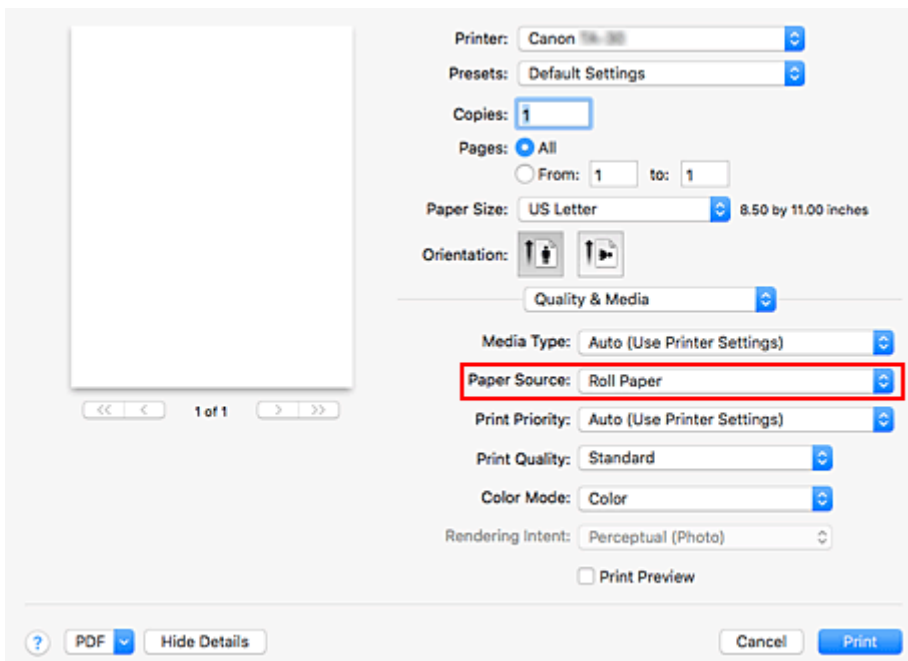 Printer: Canon
Presets: Default Settings
Copies: 1
Pages: All
From: 1 to: 1
Paper Size: US Letter 8.50 by 11.00 inches
Orientation:
Quality & Media
Media Type: Auto (Use Printer Settings)
Paper Source: Roll Paper
<< < 1 of 1 > >>
Print Priority: Auto (Use Printer Settings)
Print Quality: Standard
Color Mode: Color
Rendering Intent: Perceptual (Photo)
Print Preview
? PDF Hide Details Cancel Print